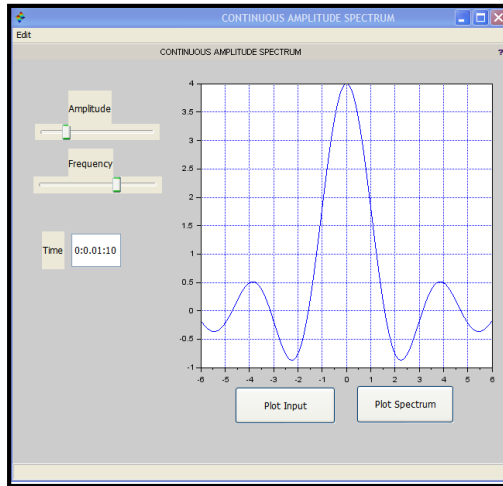 CONTINUOUS AMPLITUDE SPECTRUM
Edit
CONTINUOUS AMPLITUDE SPECTRUM ?
Amplitude
Frequency
Time 0:0.01:10
4
3.5
3
2.5
2
1.5
1
0.5
0
-0.5
-1
-6 -5 -4 -3 -2 -1 0 1 2 3 4 5 6
Plot Input Plot Spectrum